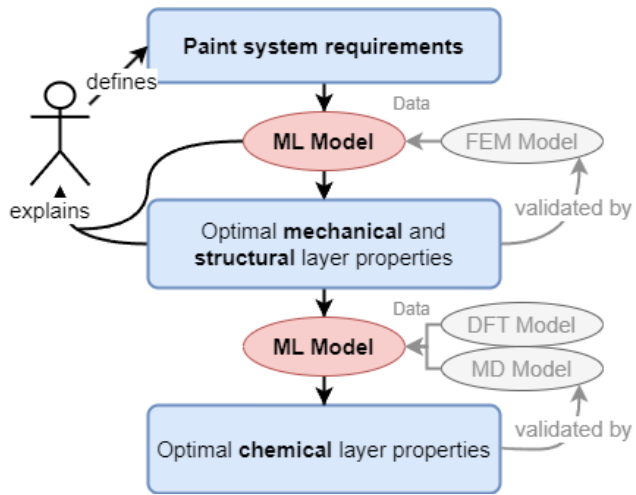 Paint system requirements
defines
Data
ML Model
FEM Model
explains
validated by
Optimal mechanical and
structural layer properties
Data
DFT Model
ML Model
MD Model
validated by
Optimal chemical layer properties